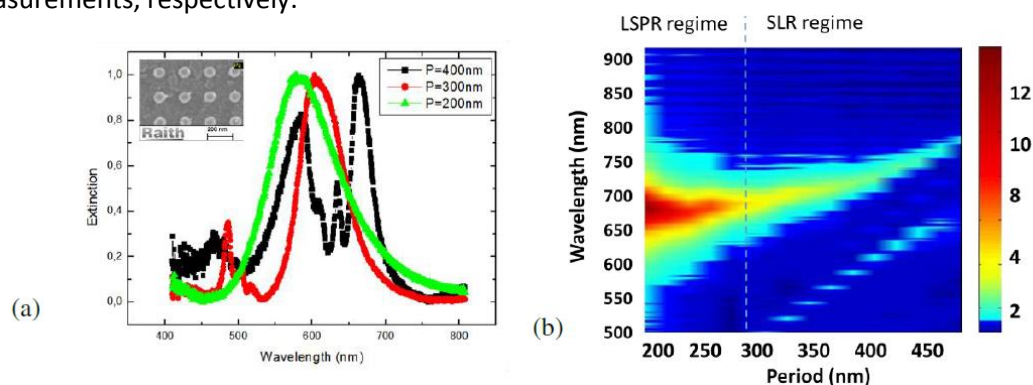 asurements, respectively.
LSPR regime SLR regime
Raith
200 nm
P=400nm
P=300nm
P=200nm
1,0
0,8
0,6
0,4
0,2
0,0
Extinction
400 500 600 700 800
Wavelength (nm)
(a)
900
850
800
750
700
650
600
550
500
Wavelength (nm)
200 250 300 350 400 450
Period (nm)
12
10
8
6
4
2
(b)